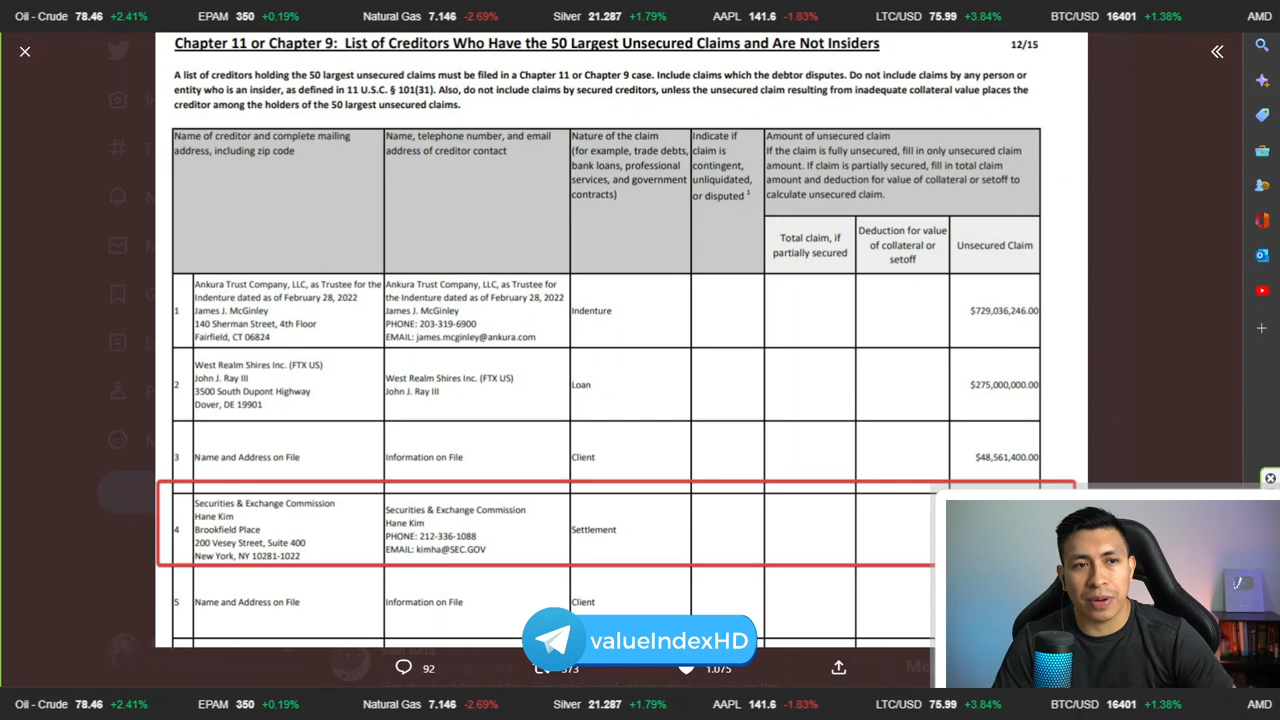 Oil - Crude 78.46 +2.41% EPAM 350 +0.19% Natural Gas 7.146 -2.69% Silver 21.287 +1.79% AAPL 141.6 -1.83% LTC/USD 75.99 +3.84% BTC/USD 16401 +1.38% AMD
Chapter 11 or Chapter 9: List of Creditors Who Have the 50 Largest Unsecured Claims and Are Not Insiders 12/15
A list of creditors holding the 50 largest unsecured claims must be filed in a Chapter 11 or Chapter 9 case. Include claims which the debtor disputes. Do not include claims by any person or
entity who is an insider, as defined in 11 U.S.C. § 101(31). Also, do not include claims by secured creditors, unless the unsecured claim resulting from inadequate collateral value places the
creditor among the holders of the 50 largest unsecured claims.
Name of creditor and complete mailing
address, including zip code
Name, telephone number, and email
address of creditor contact
Nature of the claim
(for example, trade debts,
bank loans, professional
services, and government
contracts)
Indicate if
claim is
contingent,
unliquidated,
or disputed 1
Amount of unsecured claim
If the claim is fully unsecured, fill in only unsecured claim
amount. If claim is partially secured, fill in total claim
amount and deduction for value of collateral or setoff to
calculate unsecured claim.
Total claim, if
partially secured
Deduction for value
of collateral or
setoff
Unsecured Claim
1
Ankura Trust Company, LLC, as Trustee for the
Indenture dated as of February 28, 2022
James J. McGinley
140 Sherman Street, 4th Floor
Fairfield, CT 06824
Ankura Trust Company, LLC, as Trustee for
the Indenture dated as of February 28, 2022
James J. McGinley
PHONE: 203-319-6900
EMAIL: james.mcginley@ankura.com
Indenture
$729,036,246.00
2
West Realm Shires Inc. (FTX US)
John J. Ray III
3500 South Dupont Highway
Dover, DE 19901
West Realm Shires Inc. (FTX US)
John J. Ray III
Loan
$275,000,000.00
3 Name and Address on File Information on File Client $48,561,400.00
4
Securities & Exchange Commission
Hane Kim
Brookfield Place
200 Vesey Street, Suite 400
New York, NY 10281-1022
Securities & Exchange Commission
Hane Kim
PHONE: 212-336-1088
EMAIL: kimha@SEC.GOV
Settlement
5 Name and Address on File Information on File Client
valueIndexHD
92 1.075
Oil - Crude 78.46 +2.41% EPAM 350 +0.19% Natural Gas 7.146 -2.69% Silver 21.287 +1.79% AAPL 141.6 -1.83% LTC/USD 75.99 +3.84% BTC/USD 16401 +1.38% AMD